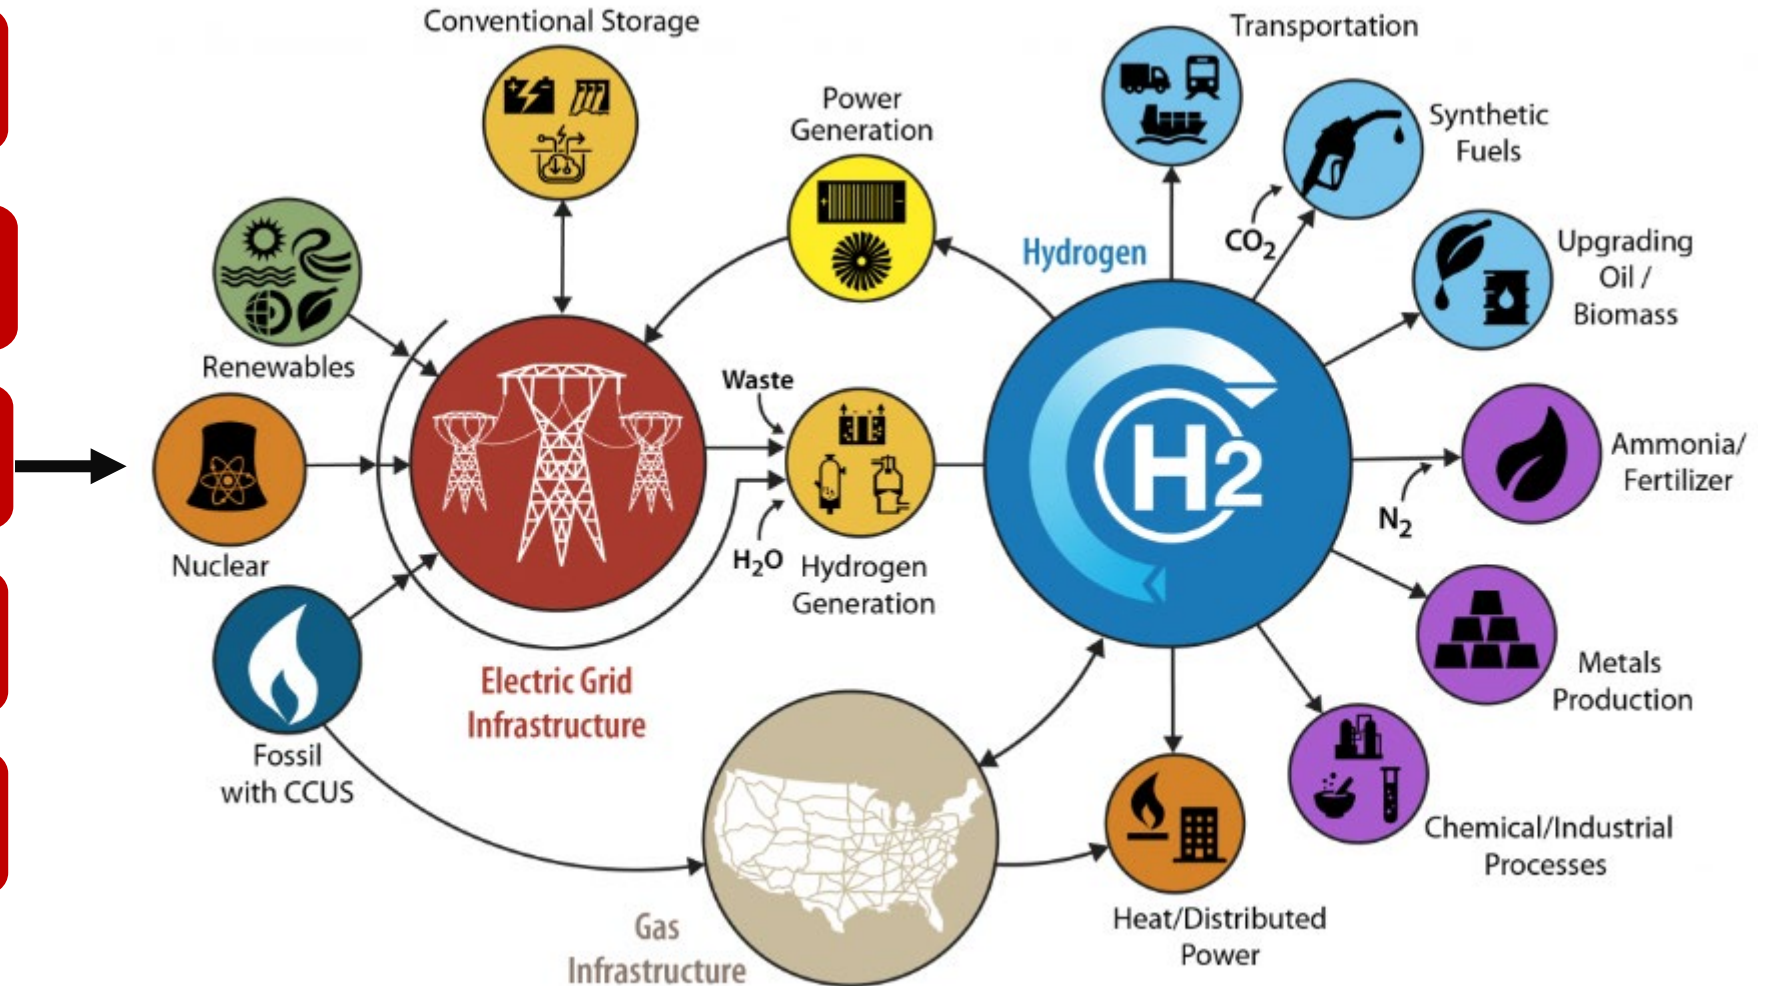 Conventional Storage
Transportation
Power
Generation
Synthetic
Fuels
CO₂
Hydrogen
Upgrading
Oil /
Biomass
Renewables
Waste
H2
Ammonia/
Fertilizer
N₂
Nuclear
H₂O
Hydrogen
Generation
Electric Grid
Infrastructure
Metals
Production
Fossil
with CCUS
Chemical/Industrial
Processes
Gas
Infrastructure
Heat/Distributed
Power